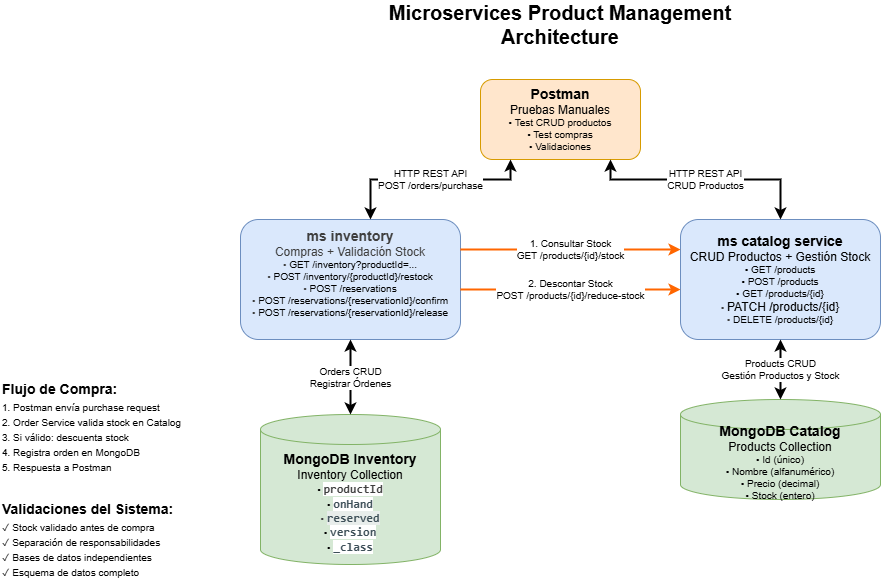 Microservices Product Management
Architecture
Postman
Pruebas Manuales
• Test CRUD productos
• Test compras
• Validaciones
HTTP REST API
POST /orders/purchase
HTTP REST API
CRUD Productos
ms inventory
Compras + Validación Stock
• GET /inventory?productId=...
• POST /inventory/{productId}/restock
• POST /reservations
• POST /reservations/{reservationId}/confirm
• POST /reservations/{reservationId}/release
1. Consultar Stock
GET /products/{id}/stock
2. Descontar Stock
POST /products/{id}/reduce-stock
ms catalog service
CRUD Productos + Gestión Stock
• GET /products
• POST /products
• GET /products/{id}
• PATCH /products/{id}
• DELETE /products/{id}
Orders CRUD
Registrar Órdenes
Products CRUD
Gestión Productos y Stock
Flujo de Compra:
1. Postman envía purchase request
2. Order Service valida stock en Catalog
3. Si válido: descuenta stock
4. Registra orden en MongoDB
5. Respuesta a Postman
MongoDB Inventory
Inventory Collection
• productId
• onHand
• reserved
• version
• _class
MongoDB Catalog
Products Collection
• Id (único)
• Nombre (alfanumérico)
• Precio (decimal)
• Stock (entero)
Validaciones del Sistema:
✓ Stock validado antes de compra
✓ Separación de responsabilidades
✓ Bases de datos independientes
✓ Esquema de datos completo